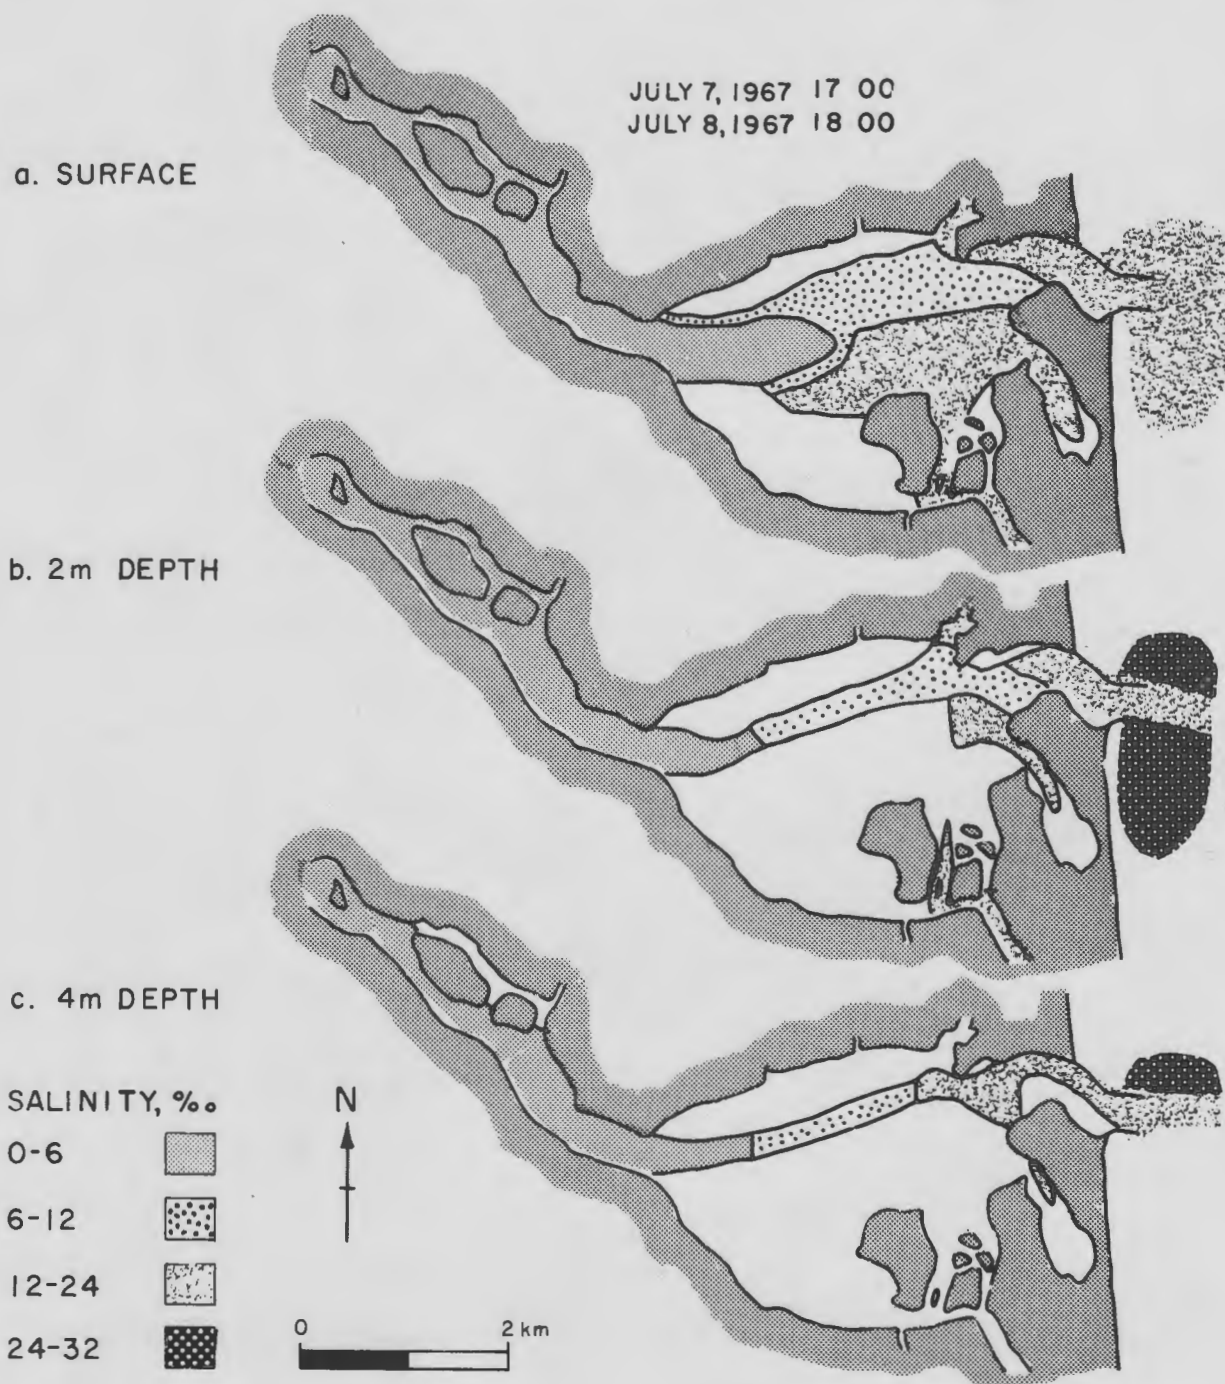 JULY 7, 1967 17 00
JULY 8, 1967 18 00
a. SURFACE
b. 2m DEPTH
c. 4m DEPTH
SALINITY, ‰
0-6
6-12
12-24
24-32
N
0 2 km